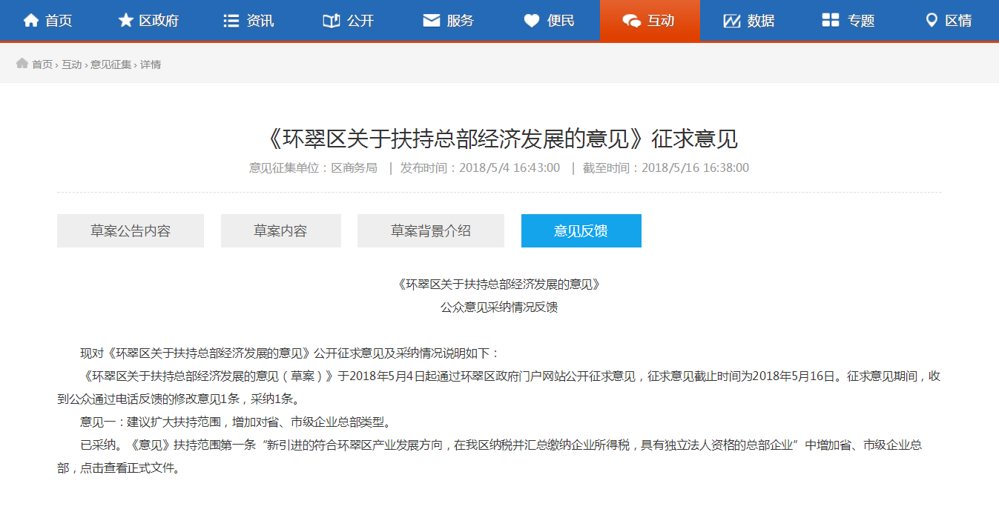 首页 区政府 资讯 公开 服务 便民 互动 数据 专题 区情
首页 › 互动 › 意见征集 › 详情
《环翠区关于扶持总部经济发展的意见》征求意见
意见征集单位：区商务局 | 发布时间：2018/5/4 16:43:00 | 截至时间：2018/5/16 16:38:00
草案公告内容 草案内容 草案背景介绍 意见反馈
《环翠区关于扶持总部经济发展的意见》
公众意见采纳情况反馈
现对《环翠区关于扶持总部经济发展的意见》公开征求意见及采纳情况说明如下：
《环翠区关于扶持总部经济发展的意见（草案）》于2018年5月4日起通过环翠区政府门户网站公开征求意见，征求意见截止时间为2018年5月16日。征求意见期间，收
到公众通过电话反馈的修改意见1条，采纳1条。
意见一：建议扩大扶持范围，增加对省、市级企业总部类型。
已采纳。《意见》扶持范围第一条“新引进的符合环翠区产业发展方向，在我区纳税并汇总缴纳企业所得税，具有独立法人资格的总部企业”中增加省、市级企业总
部，点击查看正式文件。